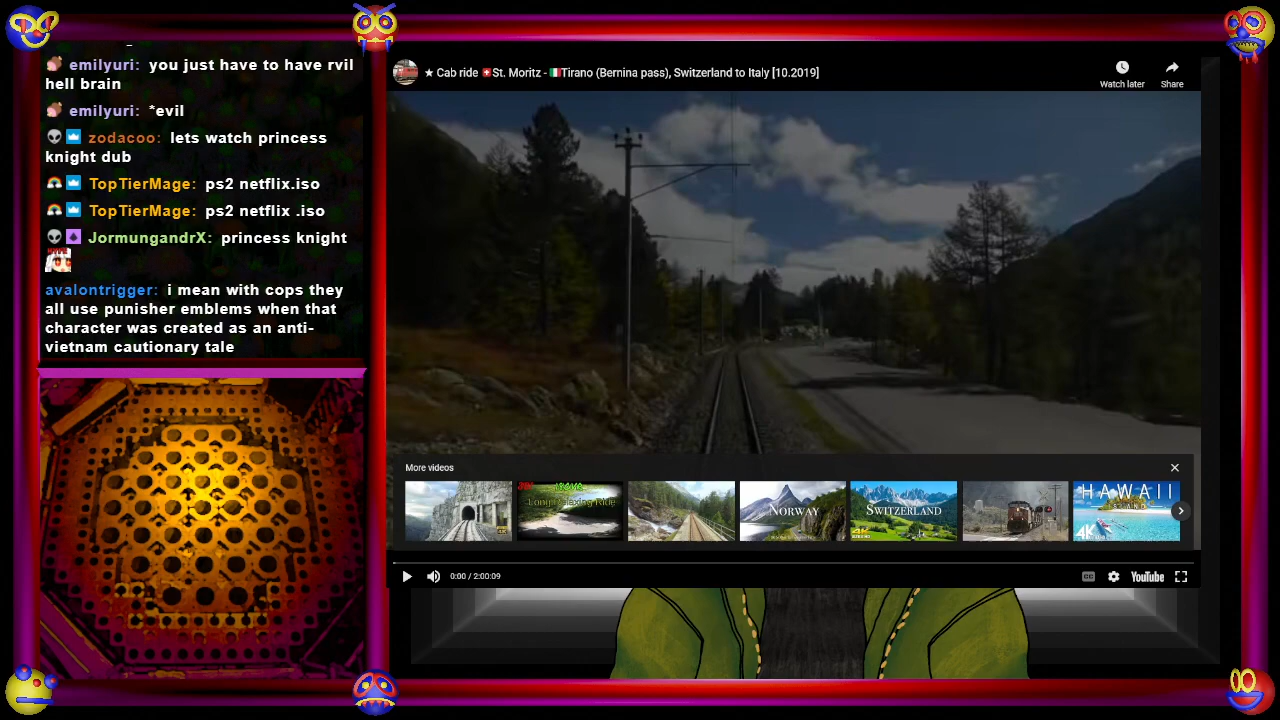 emilyuri: you just have to have rvil
hell brain
emilyuri: *evil
zodacoo: lets watch princess
knight dub
TopTierMage: ps2 netflix.iso
TopTierMage: ps2 netflix .iso
JormungandrX: princess knight
avalontrigger: i mean with cops they
all use punisher emblems when that
character was created as an anti-
vietnam cautionary tale
★ Cab ride 🇨🇭St. Moritz - 🇮🇹Tirano (Bernina pass), Switzerland to Italy [10.2019]
Watch later
Share
More videos
NORWAY
SWITZERLAND
HAWAII
ISLAND
4K
0:00 / 2:00:09
CC
YouTube